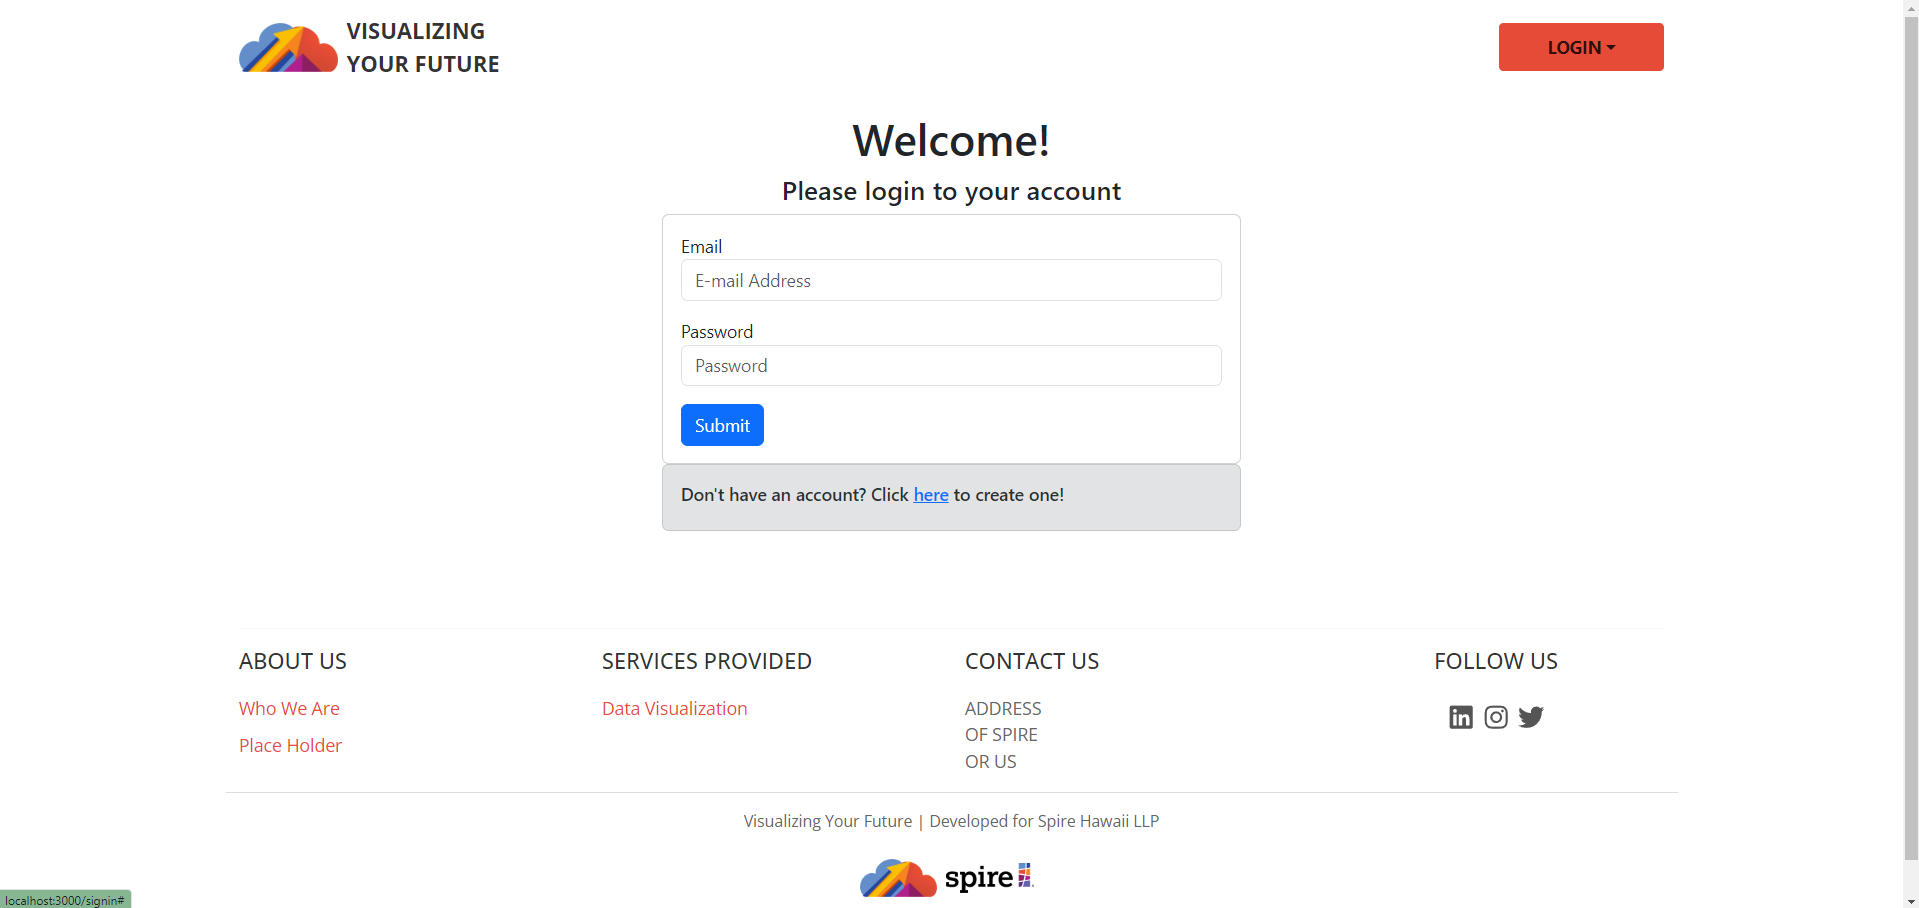 VISUALIZING
YOUR FUTURE
LOGIN
Welcome!
Please login to your account
Email
E-mail Address
Password
Password
Submit
Don't have an account? Click here to create one!
ABOUT US
Who We Are
Place Holder
SERVICES PROVIDED
Data Visualization
CONTACT US
ADDRESS
OF SPIRE
OR US
FOLLOW US
in
Visualizing Your Future | Developed for Spire Hawaii LLP
spire
localhost:3000/signin#